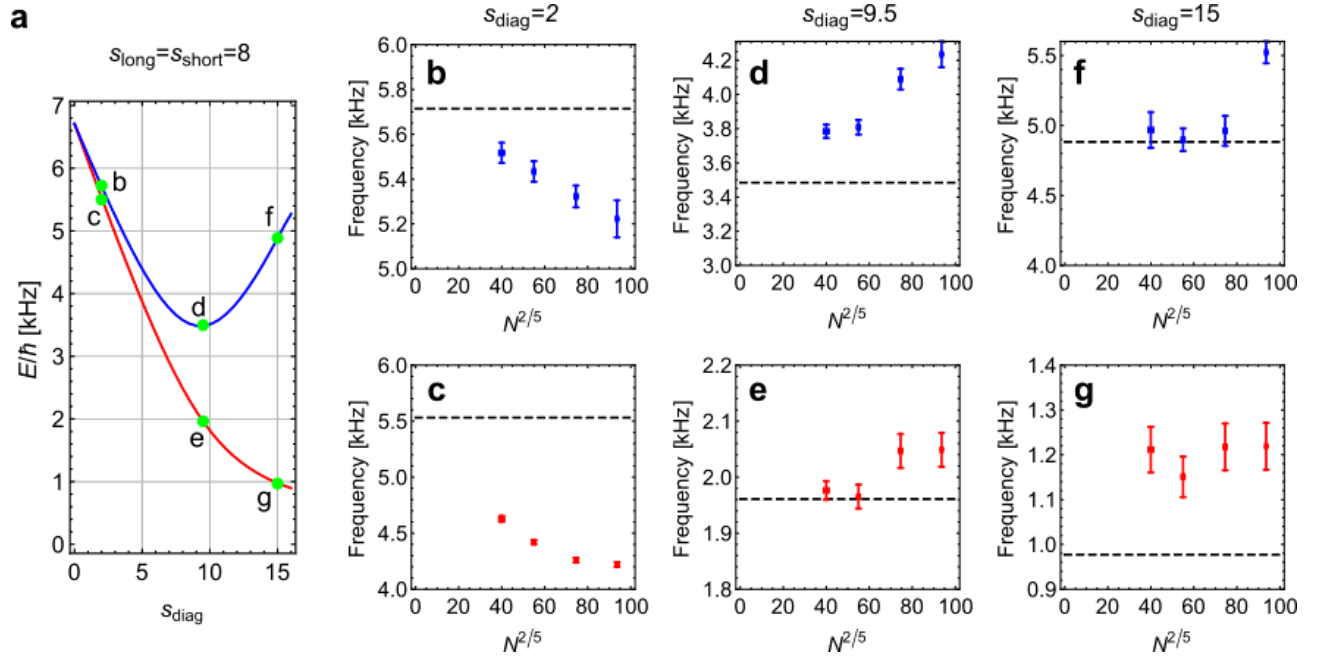 a
s_long=s_short=8
E/ℏ [kHz]
7
6
5
4
3
2
1
0
0
5
10
15
s_diag
b
c
d
e
f
g
s_diag=2
b
Frequency [kHz]
6.0
5.8
5.6
5.4
5.2
5.0
0 20 40 60 80 100
N^2/5
s_diag=9.5
d
Frequency [kHz]
4.2
4.0
3.8
3.6
3.4
3.2
3.0
0 20 40 60 80 100
N^2/5
s_diag=15
f
Frequency [kHz]
5.5
5.0
4.5
4.0
0 20 40 60 80 100
N^2/5
c
Frequency [kHz]
6.0
5.5
5.0
4.5
4.0
0 20 40 60 80 100
N^2/5
e
Frequency [kHz]
2.2
2.1
2.0
1.9
1.8
0 20 40 60 80 100
N^2/5
g
Frequency [kHz]
1.4
1.3
1.2
1.1
1.0
0.9
0 20 40 60 80 100
N^2/5